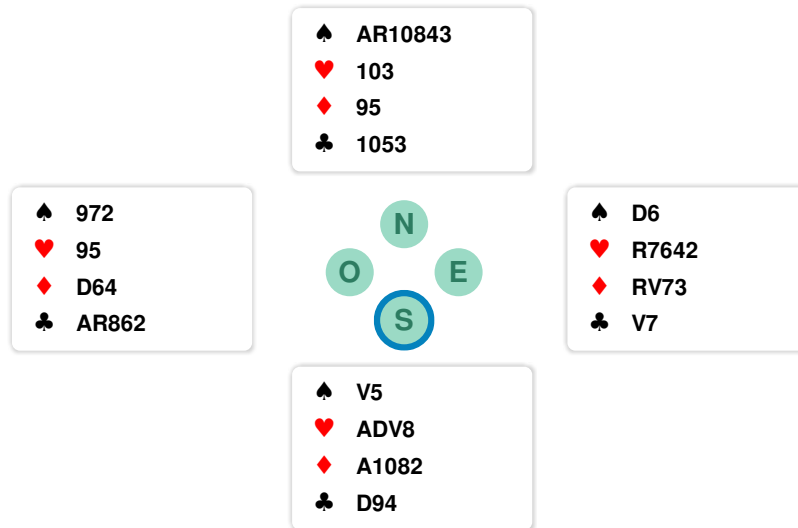 ♠ AR10843
♥ 103
♦ 95
♣ 1053
♠ 972
♥ 95
♦ D64
♣ AR862
N
O E
S
♠ D6
♥ R7642
♦ RV73
♣ V7
♠ V5
♥ ADV8
♦ A1082
♣ D94